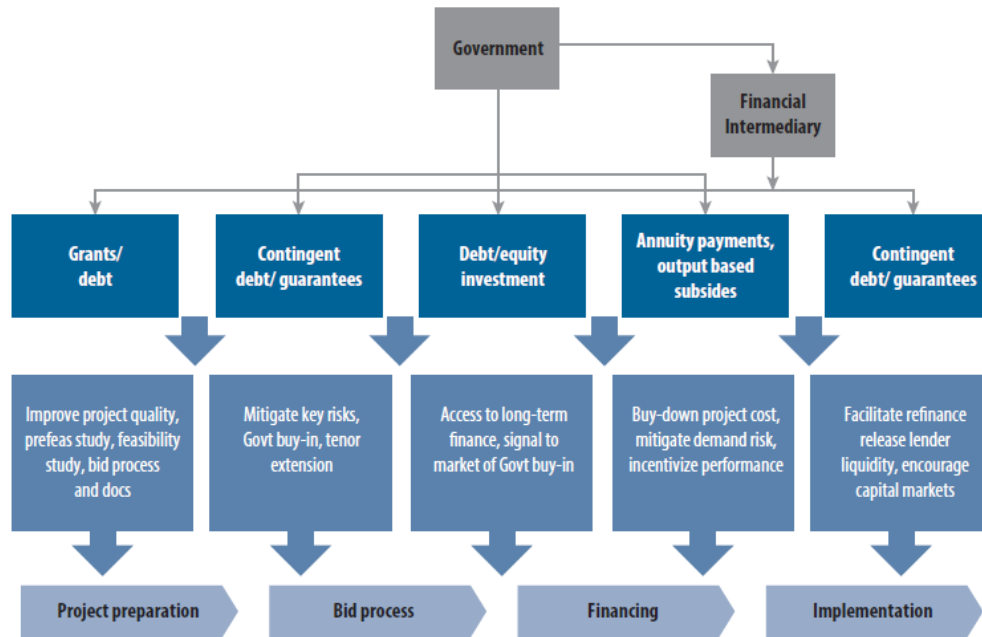 Government
Financial
Intermediary
Grants/
debt
Contingent
debt/ guarantees
Debt/equity
investment
Annuity payments,
output based
subsides
Contingent
debt/ guarantees
Improve project quality,
prefeas study, feasibility
study, bid process
and docs
Mitigate key risks,
Govt buy-in, tenor
extension
Access to long-term
finance, signal to
market of Govt buy-in
Buy-down project cost,
mitigate demand risk,
incentivize performance
Facilitate refinance
release lender
liquidity, encourage
capital markets
Project preparation
Bid process
Financing
Implementation